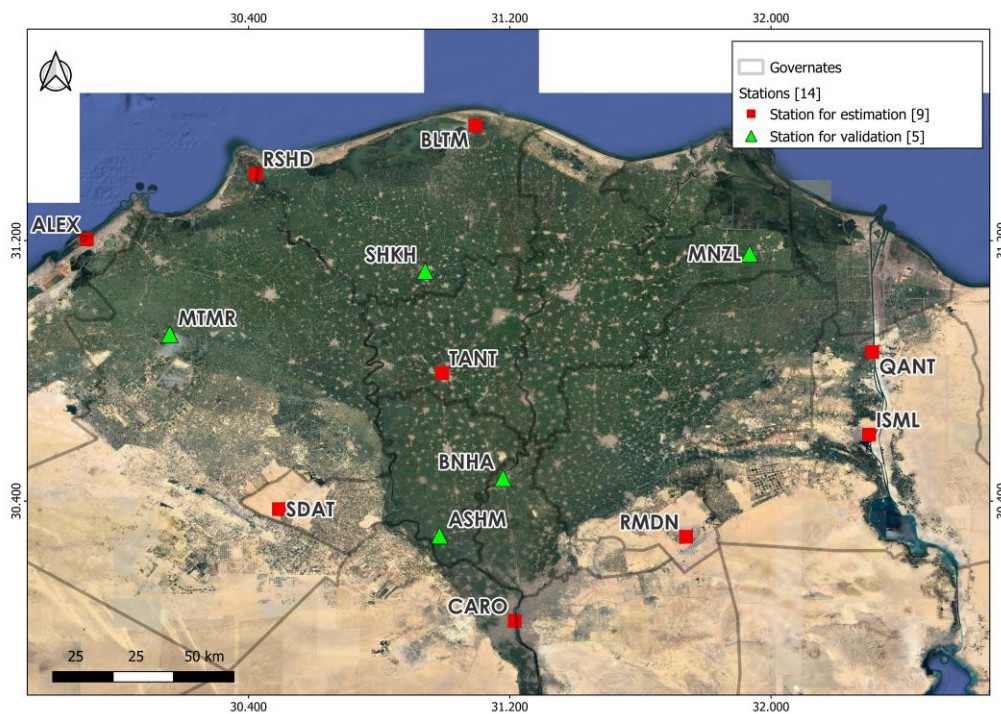 30.400
31.200
32.000
Governates
Stations [14]
Station for estimation [9]
Station for validation [5]
BLTM
RSHD
ALEX
31.200
31.200
SHKH
MNZL
MTMR
TANT
QANT
ISML
BNHA
30.400
30.400
SDAT
ASHM
RMDN
CARO
25
25
50 km
30.400
31.200
32.000